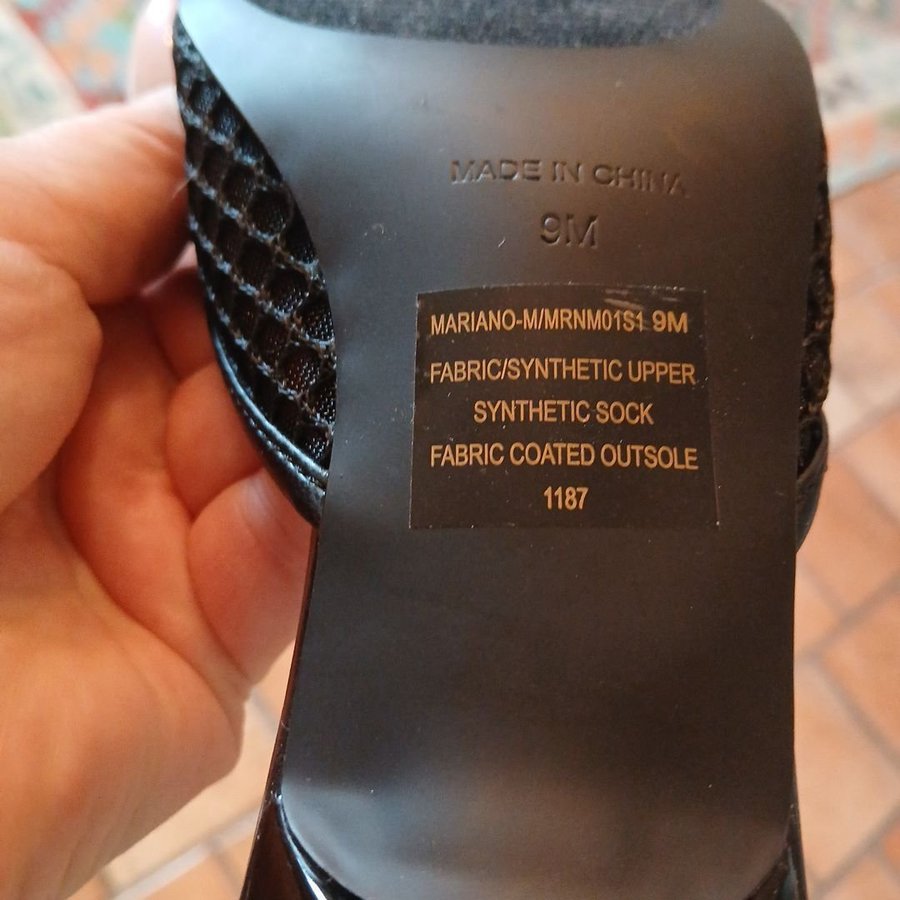 MADE IN CHINA
9M
MARIANO-M/MRNM01S1 9M
FABRIC/SYNTHETIC UPPER
SYNTHETIC SOCK
FABRIC COATED OUTSOLE
1187